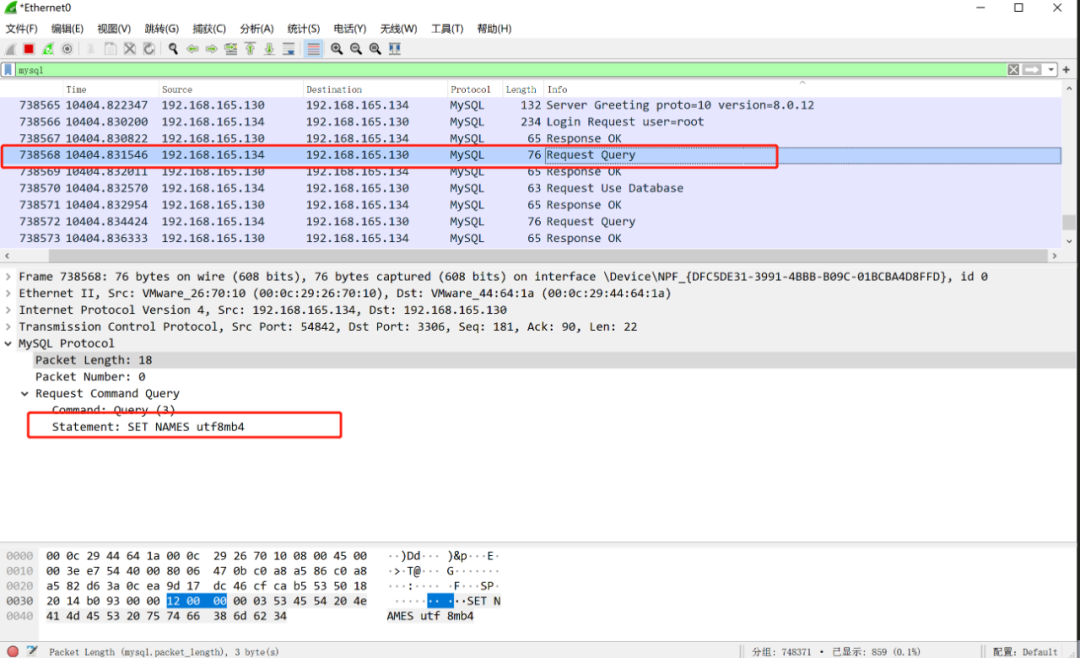 *Ethernet0
文件(F) 编辑(E) 视图(V) 跳转(G) 捕获(C) 分析(A) 统计(S) 电话(Y) 无线(W) 工具(T) 帮助(H)
mysql
Time Source Destination Protocol Length Info
738565 10404.822347 192.168.165.130 192.168.165.134 MySQL 132 Server Greeting proto=10 version=8.0.12
738566 10404.830200 192.168.165.134 192.168.165.130 MySQL 234 Login Request user=root
738567 10404.830822 192.168.165.130 192.168.165.134 MySQL 65 Response OK
738568 10404.831546 192.168.165.134 192.168.165.130 MySQL 76 Request Query
738569 10404.832011 192.168.165.130 192.168.165.134 MySQL 65 Response OK
738570 10404.832570 192.168.165.134 192.168.165.130 MySQL 63 Request Use Database
738571 10404.832954 192.168.165.130 192.168.165.134 MySQL 65 Response OK
738572 10404.834424 192.168.165.134 192.168.165.130 MySQL 76 Request Query
738573 10404.836333 192.168.165.130 192.168.165.134 MySQL 65 Response OK
Frame 738568: 76 bytes on wire (608 bits), 76 bytes captured (608 bits) on interface \Device\NPF_{DFC5DE31-3991-4BBB-B09C-01BCBA4D8FFD}, id 0
Ethernet II, Src: VMware_26:70:10 (00:0c:29:26:70:10), Dst: VMware_44:64:1a (00:0c:29:44:64:1a)
Internet Protocol Version 4, Src: 192.168.165.134, Dst: 192.168.165.130
Transmission Control Protocol, Src Port: 54842, Dst Port: 3306, Seq: 181, Ack: 90, Len: 22
MySQL Protocol
Packet Length: 18
Packet Number: 0
Request Command Query
Command: Query (3)
Statement: SET NAMES utf8mb4
0000 00 0c 29 44 64 1a 00 0c 29 26 70 10 08 00 45 00 ··)Dd··· )&p···E·
0010 00 3e e7 54 40 00 80 06 47 0b c0 a8 a5 86 c0 a8 ·>·T@··· G·······
0020 a5 82 d6 3a 0c ea 9d 17 dc 46 cf ca b5 53 50 18 ···:···· ·F···SP·
0030 20 14 b0 93 00 00 12 00 00 00 03 53 45 54 20 4e ······· ···SET N
0040 41 4d 45 53 20 75 74 66 38 6d 62 34 AMES utf 8mb4
Packet Length (mysql.packet_length), 3 byte(s) 分组: 748371 · 已显示: 859 (0.1%) 配置: Default